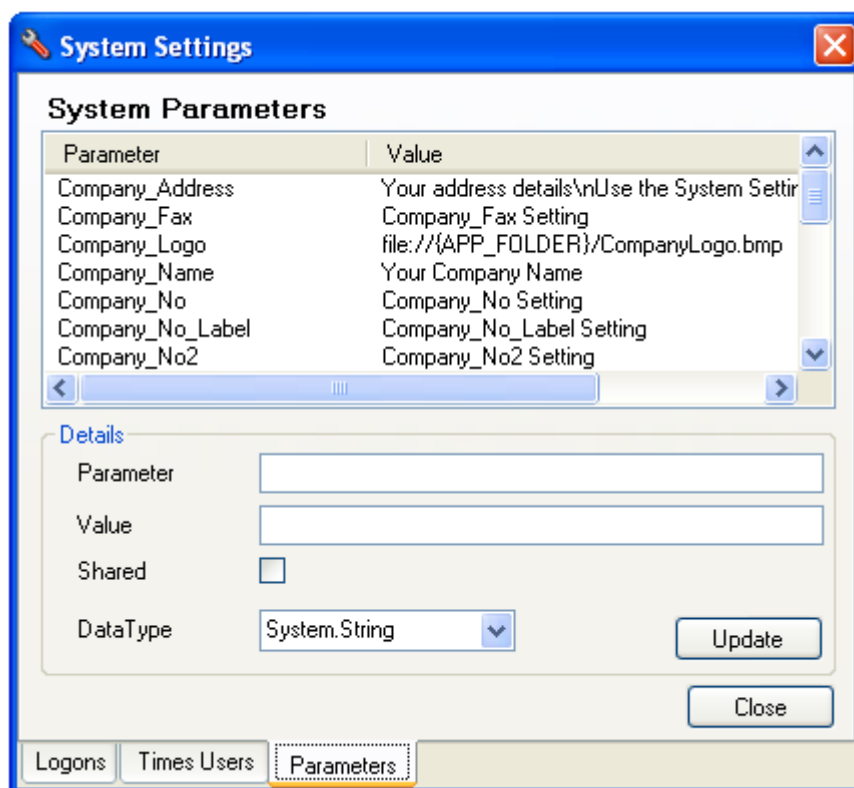 System Settings
System Parameters
Parameter Value
Company_Address Your address details\nUse the System Settin
Company_Fax Company_Fax Setting
Company_Logo file://{APP_FOLDER}/CompanyLogo.bmp
Company_Name Your Company Name
Company_No Company_No Setting
Company_No_Label Company_No_Label Setting
Company_No2 Company_No2 Setting
Details
Parameter
Value
Shared
DataType System.String
Update
Close
Logons Times Users Parameters